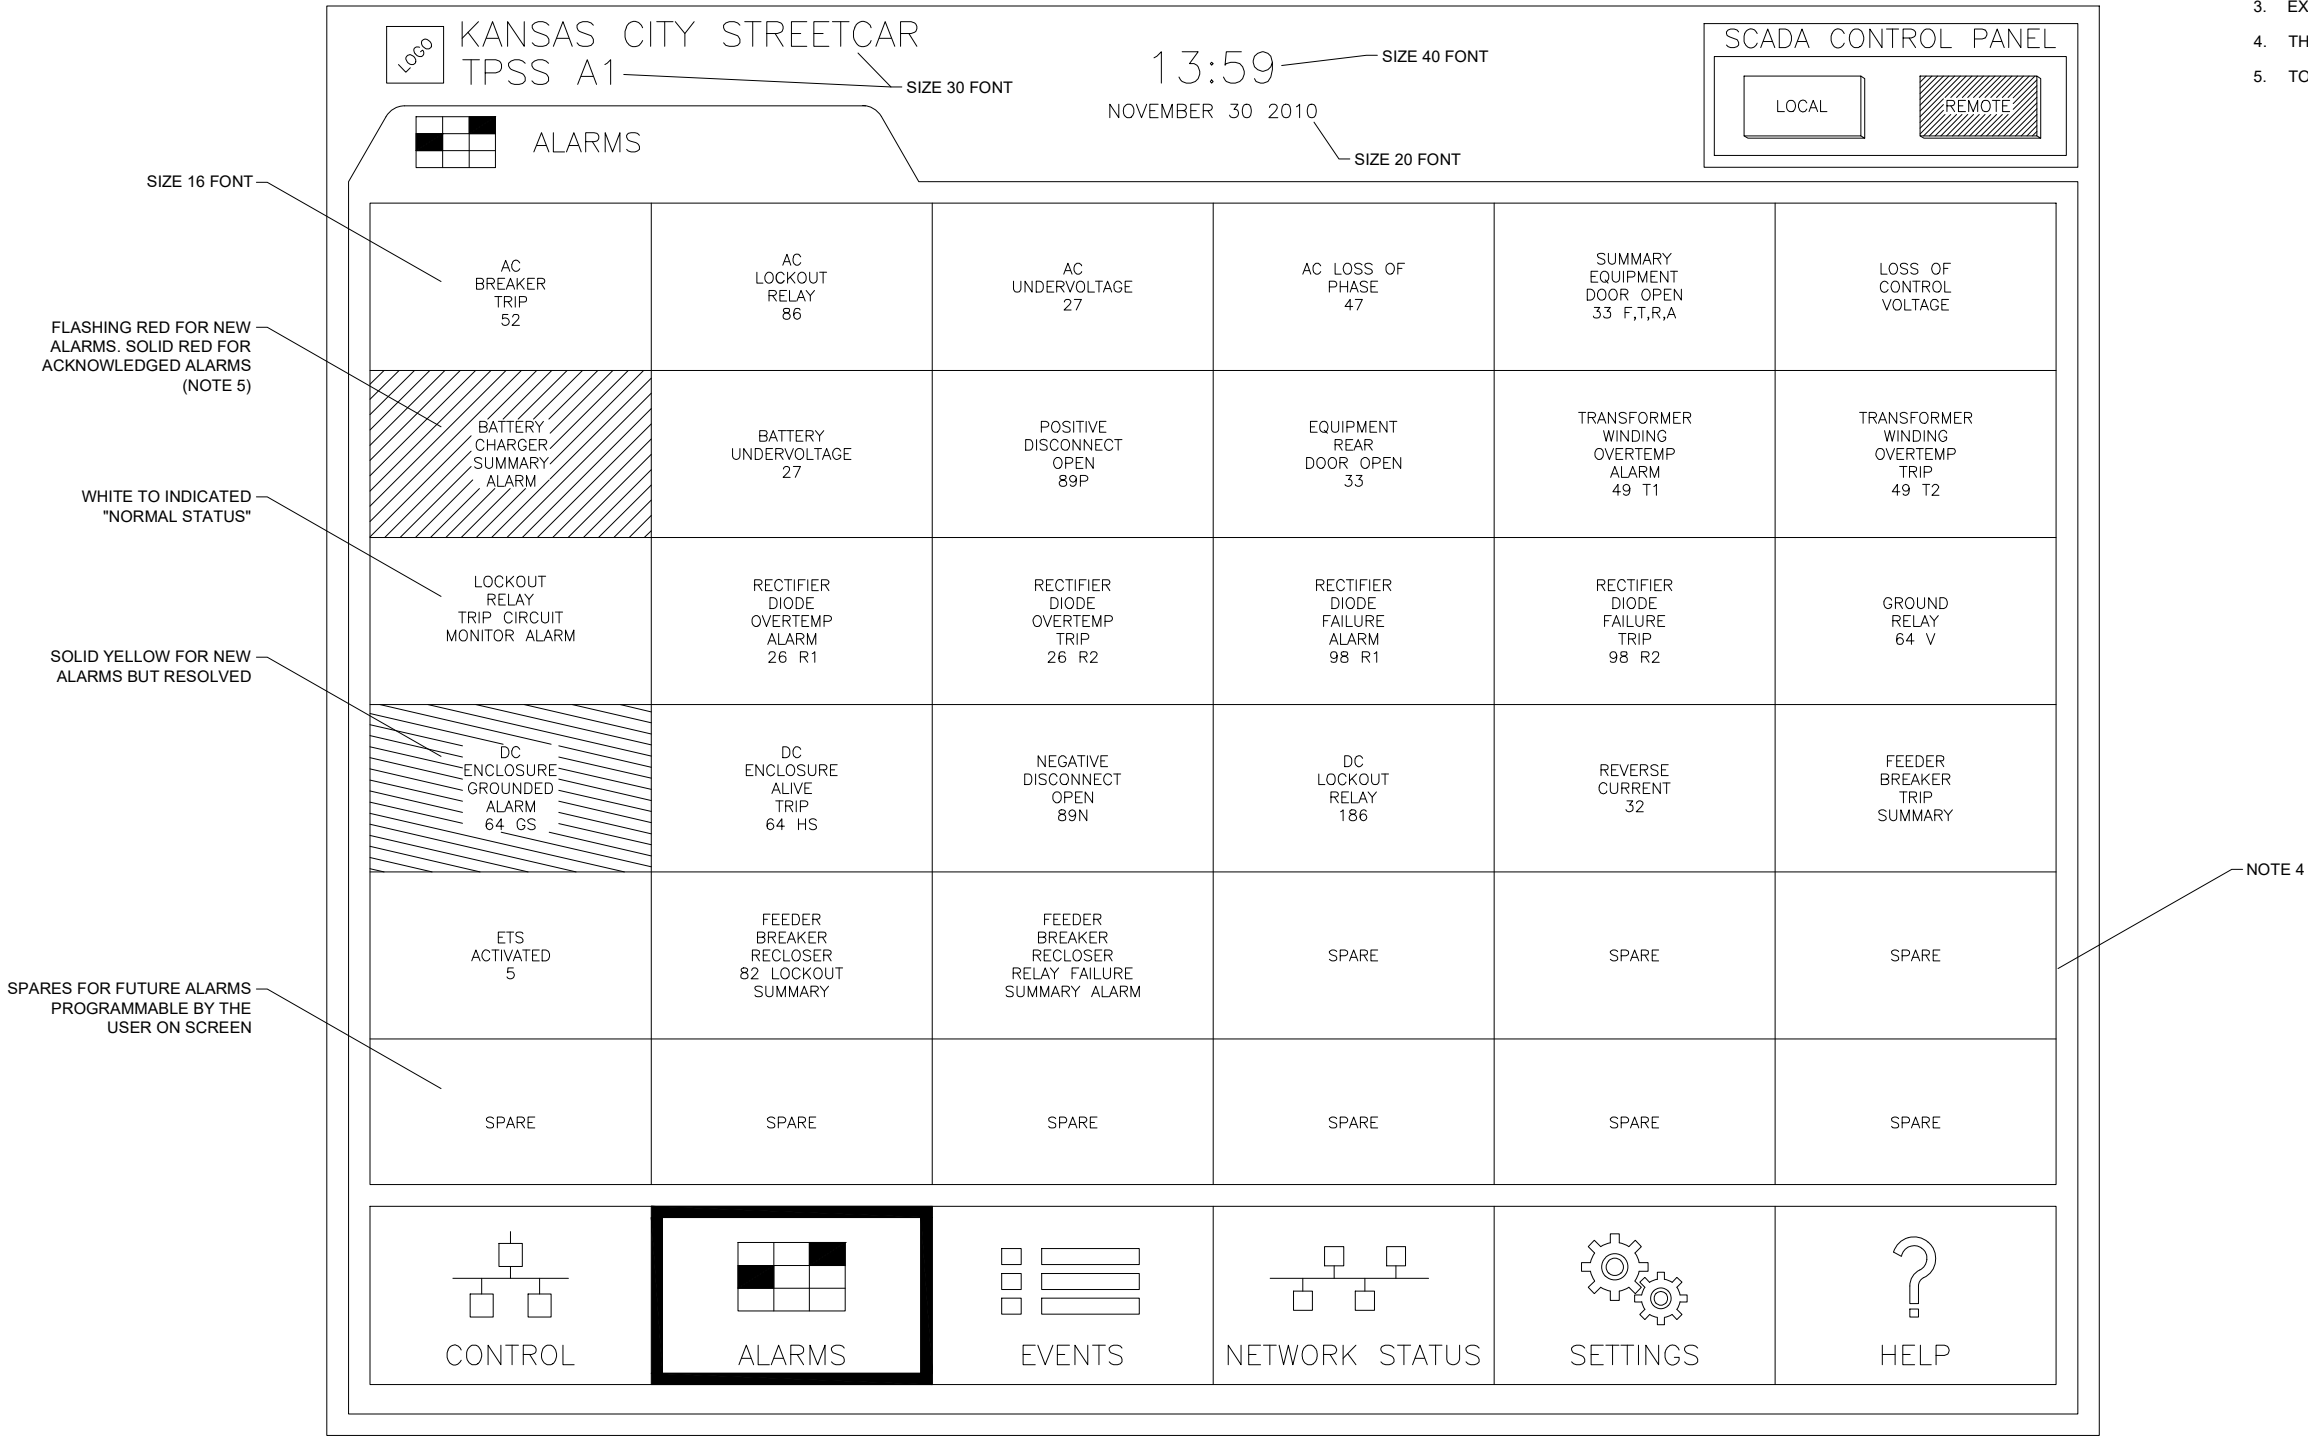 3. EX
4. TH
5. TO
LOGO
KANSAS CITY STREETCAR
TPSS A1
SIZE 30 FONT
13:59
SIZE 40 FONT
NOVEMBER 30 2010
SIZE 20 FONT
SCADA CONTROL PANEL
LOCAL
REMOTE
ALARMS
SIZE 16 FONT
FLASHING RED FOR NEW
ALARMS. SOLID RED FOR
ACKNOWLEDGED ALARMS
(NOTE 5)
WHITE TO INDICATED
"NORMAL STATUS"
SOLID YELLOW FOR NEW
ALARMS BUT RESOLVED
SPARES FOR FUTURE ALARMS
PROGRAMMABLE BY THE
USER ON SCREEN
AC
BREAKER
TRIP
52
AC
LOCKOUT
RELAY
86
AC
UNDERVOLTAGE
27
AC LOSS OF
PHASE
47
SUMMARY
EQUIPMENT
DOOR OPEN
33 F,T,R,A
LOSS OF
CONTROL
VOLTAGE
BATTERY
CHARGER
SUMMARY
ALARM
BATTERY
UNDERVOLTAGE
27
POSITIVE
DISCONNECT
OPEN
89P
EQUIPMENT
REAR
DOOR OPEN
33
TRANSFORMER
WINDING
OVERTEMP
ALARM
49 T1
TRANSFORMER
WINDING
OVERTEMP
TRIP
49 T2
LOCKOUT
RELAY
TRIP CIRCUIT
MONITOR ALARM
RECTIFIER
DIODE
OVERTEMP
ALARM
26 R1
RECTIFIER
DIODE
OVERTEMP
TRIP
26 R2
RECTIFIER
DIODE
FAILURE
ALARM
98 R1
RECTIFIER
DIODE
FAILURE
TRIP
98 R2
GROUND
RELAY
64 V
DC
ENCLOSURE
GROUNDED
ALARM
64 GS
DC
ENCLOSURE
ALIVE
TRIP
64 HS
NEGATIVE
DISCONNECT
OPEN
89N
DC
LOCKOUT
RELAY
186
REVERSE
CURRENT
32
FEEDER
BREAKER
TRIP
SUMMARY
NOTE 4
ETS
ACTIVATED
5
FEEDER
BREAKER
RECLOSER
82 LOCKOUT
SUMMARY
FEEDER
BREAKER
RECLOSER
RELAY FAILURE
SUMMARY ALARM
SPARE
SPARE
SPARE
SPARE
SPARE
SPARE
SPARE
SPARE
SPARE
CONTROL
ALARMS
EVENTS
NETWORK STATUS
SETTINGS
HELP